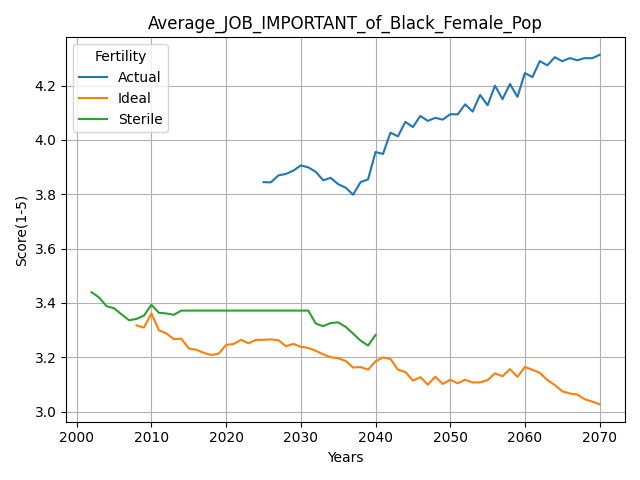 Average_JOB_IMPORTANT_of_Black_Female_Pop
Fertility
Actual
Ideal
Sterile
Score(1-5)
4.2
4.0
3.8
3.6
3.4
3.2
3.0
2000 2010 2020 2030 2040 2050 2060 2070
Years